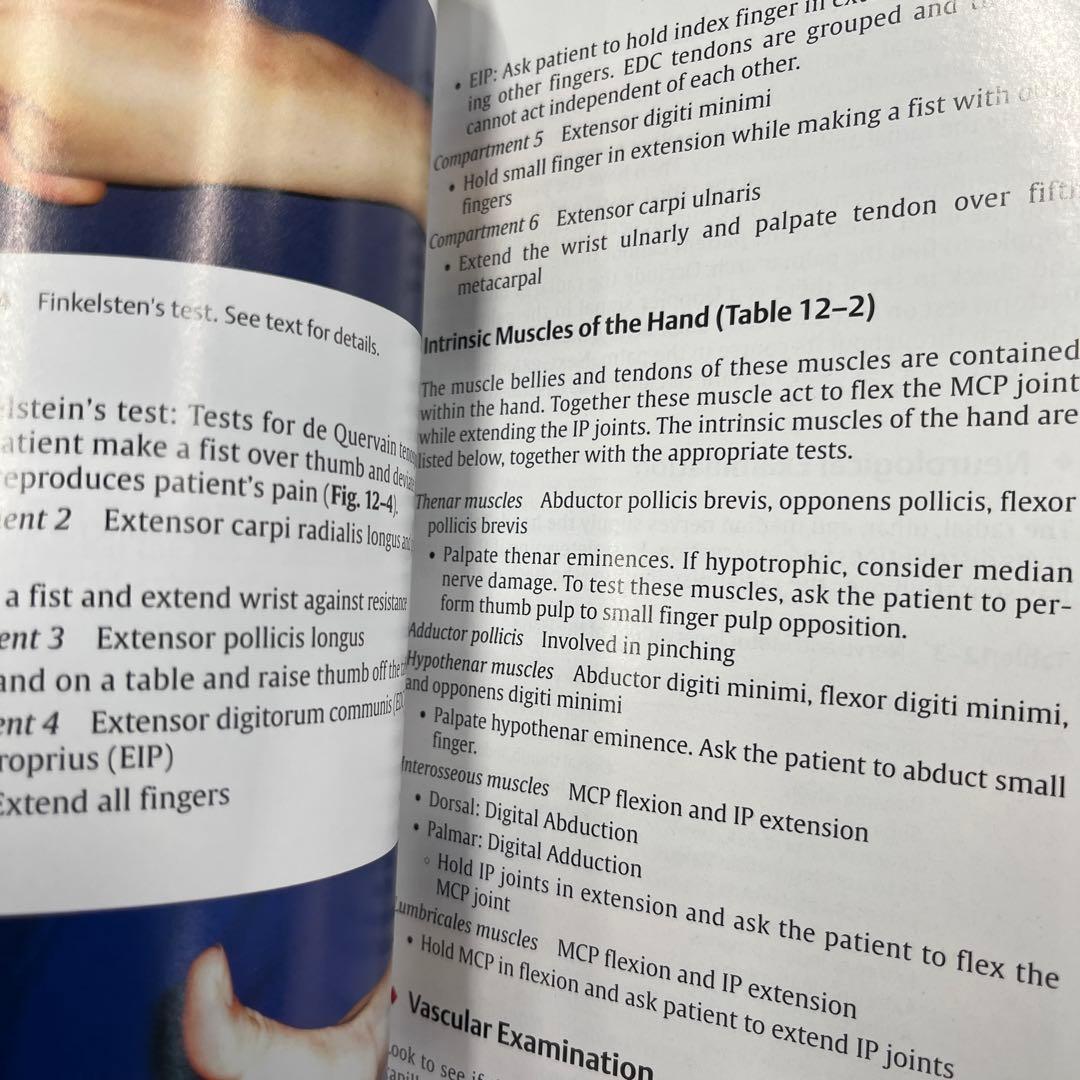 4 Finkelsten's test. See text for details.
lstein's test: Tests for de Quervain
atient make a fist over thumb and
eproduces patient's pain (Fig. 12–4).
ent 2 Extensor carpi radialis longus
a fist and extend wrist against resistance
ent 3 Extensor pollicis longus
and on a table and raise thumb off the
ent 4 Extensor digitorum communis
roprius (EIP)
Extend all fingers
• EIP: Ask patient to hold index finger in
ing other fingers. EDC tendons are grouped and
cannot act independent of each other.
Compartment 5 Extensor digiti minimi
• Hold small finger in extension while making a fist with
fingers
Compartment 6 Extensor carpi ulnaris
• Extend the wrist ulnarly and palpate tendon over fifth
metacarpal
Intrinsic Muscles of the Hand (Table 12–2)
The muscle bellies and tendons of these muscles are contained
within the hand. Together these muscle act to flex the MCP joint
while extending the IP joints. The intrinsic muscles of the hand are
listed below, together with the appropriate tests.
Thenar muscles Abductor pollicis brevis, opponens pollicis, flexor
pollicis brevis
• Palpate thenar eminences. If hypotrophic, consider median
nerve damage. To test these muscles, ask the patient to per-
form thumb pulp to small finger pulp opposition.
Adductor pollicis Involved in pinching
Hypothenar muscles Abductor digiti minimi, flexor digiti minimi,
and opponens digiti minimi
• Palpate hypothenar eminence. Ask the patient to abduct small
finger.
Interosseous muscles MCP flexion and IP extension
• Dorsal: Digital Abduction
• Palmar: Digital Adduction
◦ Hold IP joints in extension and ask the patient to flex the
MCP joint
Lumbricales muscles MCP flexion and IP extension
• Hold MCP in flexion and ask patient to extend IP joints
Vascular Examination
Look to see if